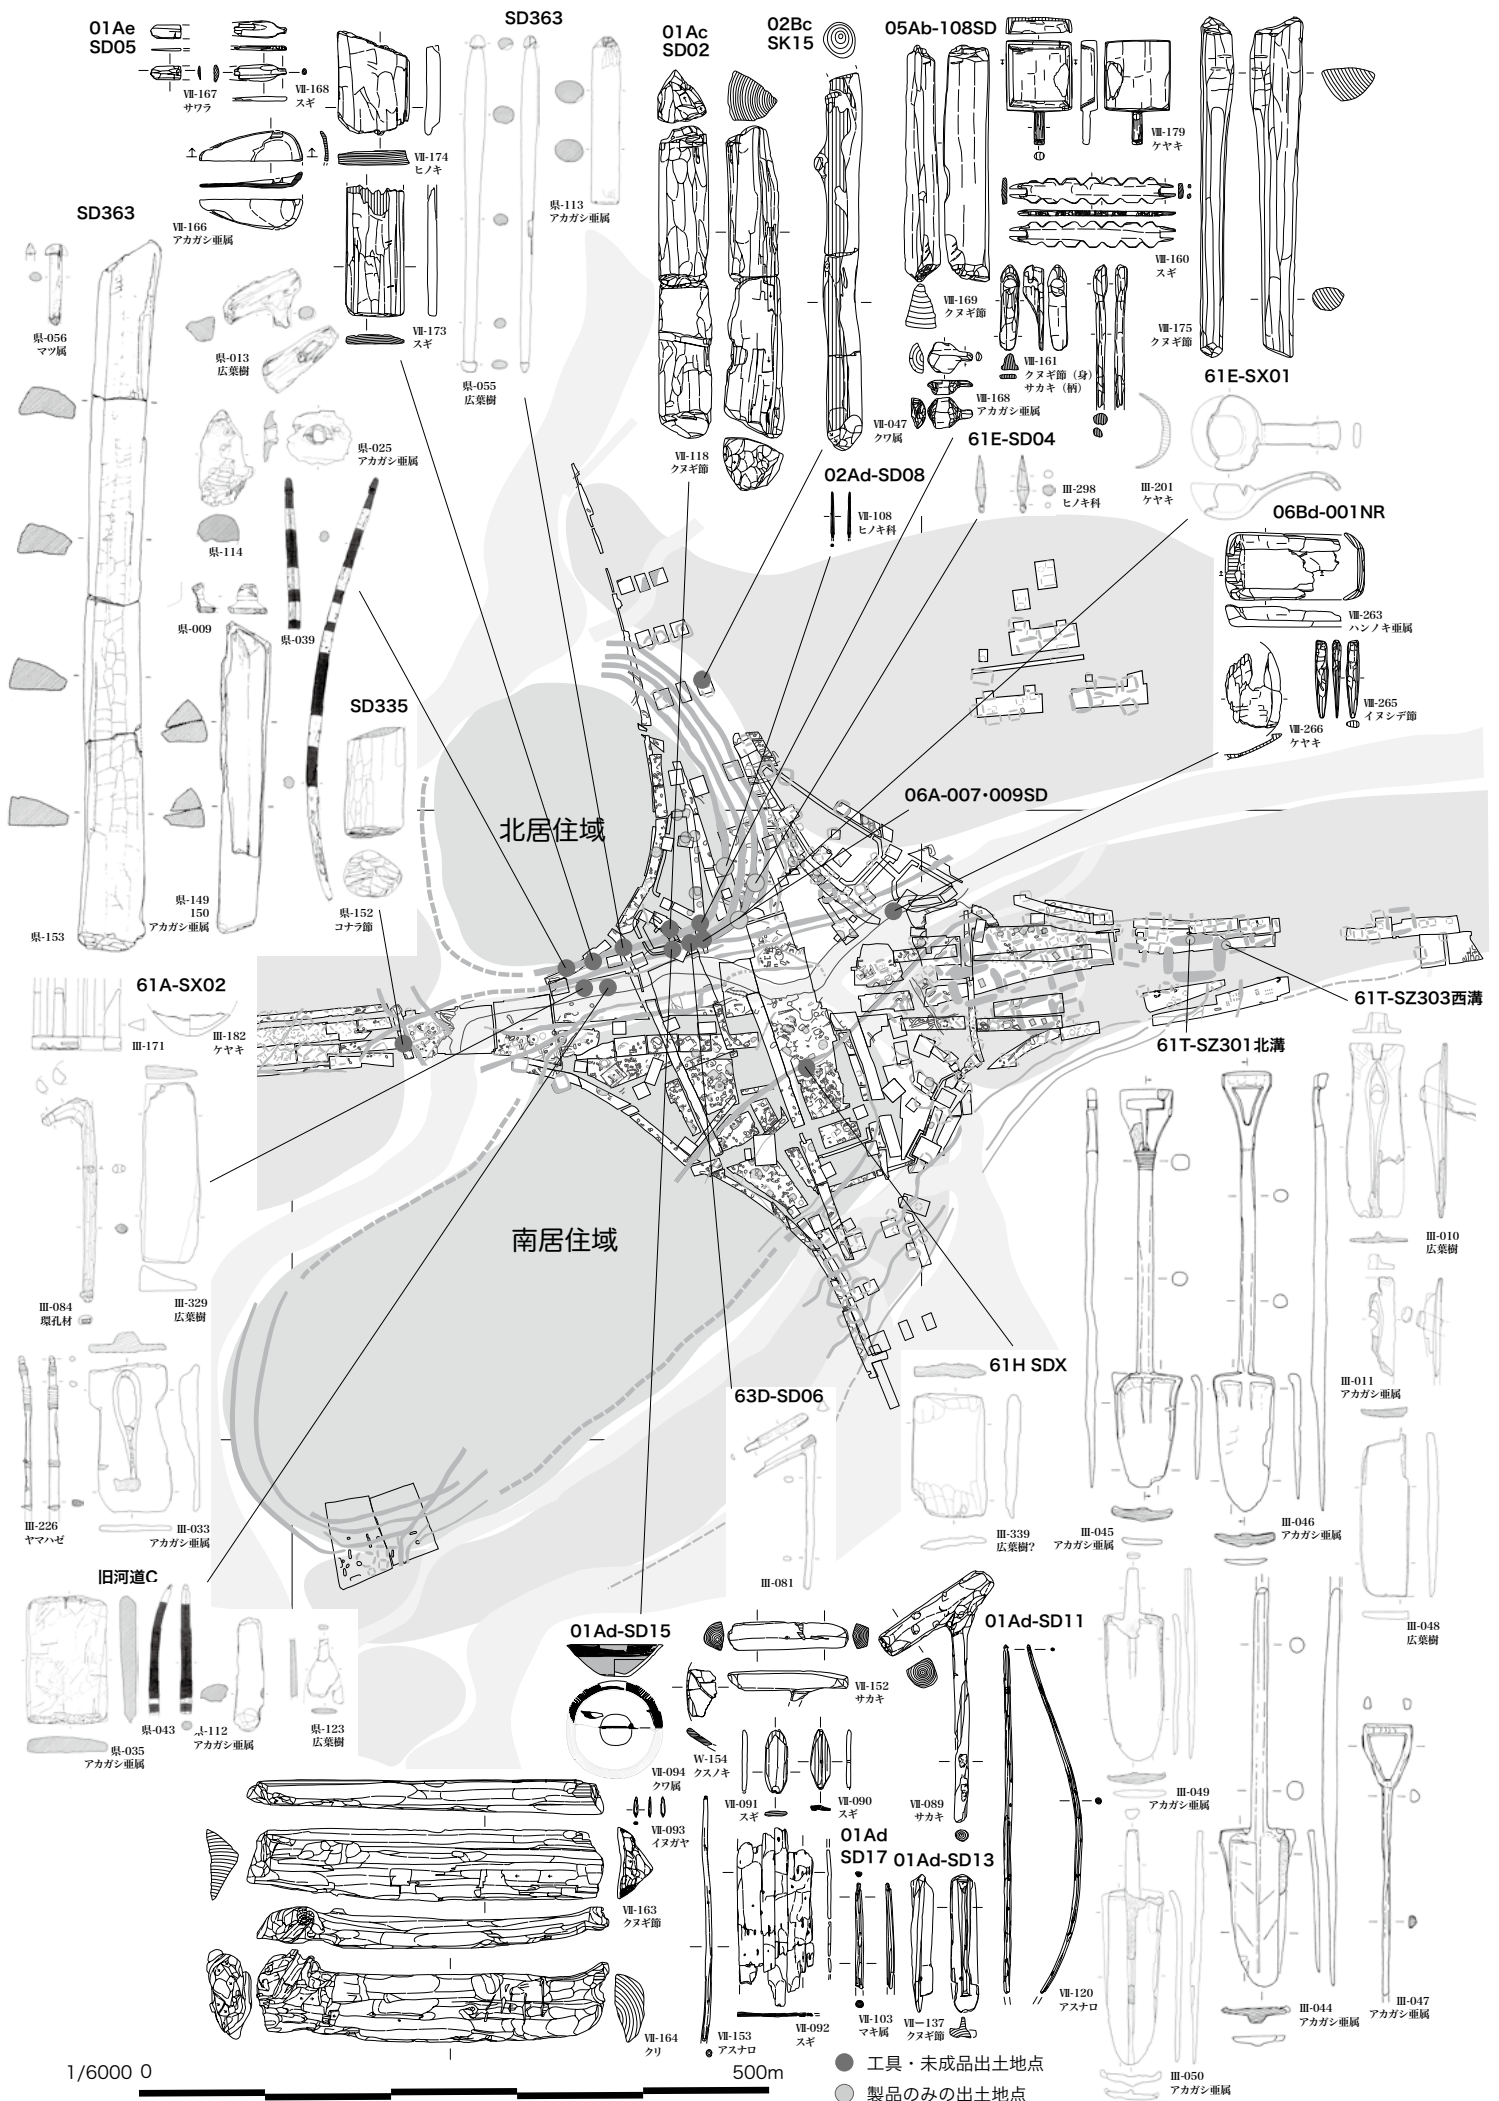 01Ae
SD05
Ⅶ-167
サワラ
Ⅶ-168
スギ
Ⅶ-174
ヒノキ
Ⅶ-166
アカガシ亜属
Ⅶ-173
スギ
SD363
県-113
アカガシ亜属
県-055
広葉樹
01Ac
SD02
Ⅶ-118
クヌギ節
02Bc
SK15
Ⅶ-047
クワ属
05Ab-108SD
Ⅷ-179
ケヤキ
Ⅷ-160
スギ
Ⅷ-169
クヌギ節
Ⅷ-161
クヌギ節（身）
サカキ（柄）
Ⅷ-168
アカガシ亜属
Ⅷ-175
クヌギ節
SD363
県-056
マツ属
県-013
広葉樹
県-025
アカガシ亜属
県-114
県-009
県-039
県-149
150
アカガシ亜属
県-153
SD335
県-152
コナラ節
02Ad-SD08
Ⅶ-108
ヒノキ科
61E-SD04
Ⅲ-298
ヒノキ科
61E-SX01
Ⅲ-201
ケヤキ
06Bd-001NR
Ⅷ-263
ハンノキ亜属
Ⅷ-265
イヌシデ節
Ⅷ-266
ケヤキ
06A-007・009SD
北居住域
南居住域
61A-SX02
Ⅲ-171
Ⅲ-182
ケヤキ
Ⅲ-084
環孔材
Ⅲ-329
広葉樹
Ⅲ-226
ヤマハゼ
Ⅲ-033
アカガシ亜属
旧河道C
県-035
アカガシ亜属
県-043
県-112
アカガシ亜属
県-123
広葉樹
61T-SZ303西溝
61T-SZ301北溝
Ⅲ-010
広葉樹
Ⅲ-011
アカガシ亜属
Ⅲ-045
アカガシ亜属
Ⅲ-046
アカガシ亜属
Ⅲ-048
広葉樹
Ⅲ-049
アカガシ亜属
Ⅲ-044
アカガシ亜属
Ⅲ-047
アカガシ亜属
Ⅲ-050
アカガシ亜属
61H SDX
Ⅲ-339
広葉樹?
63D-SD06
Ⅲ-081
01Ad-SD15
Ⅶ-094
クワ属
Ⅶ-093
イヌガヤ
Ⅶ-163
クヌギ節
Ⅶ-164
クリ
Ⅶ-152
サカキ
W-154
クスノキ
Ⅶ-091
スギ
Ⅶ-090
スギ
Ⅶ-153
アスナロ
Ⅶ-092
スギ
01Ad-SD11
Ⅶ-089
サカキ
Ⅶ-120
アスナロ
01Ad
SD17
Ⅶ-103
マキ属
01Ad-SD13
Ⅶー137
クヌギ節
1/6000 0
500m
工具・未成品出土地点
製品のみの出土地点